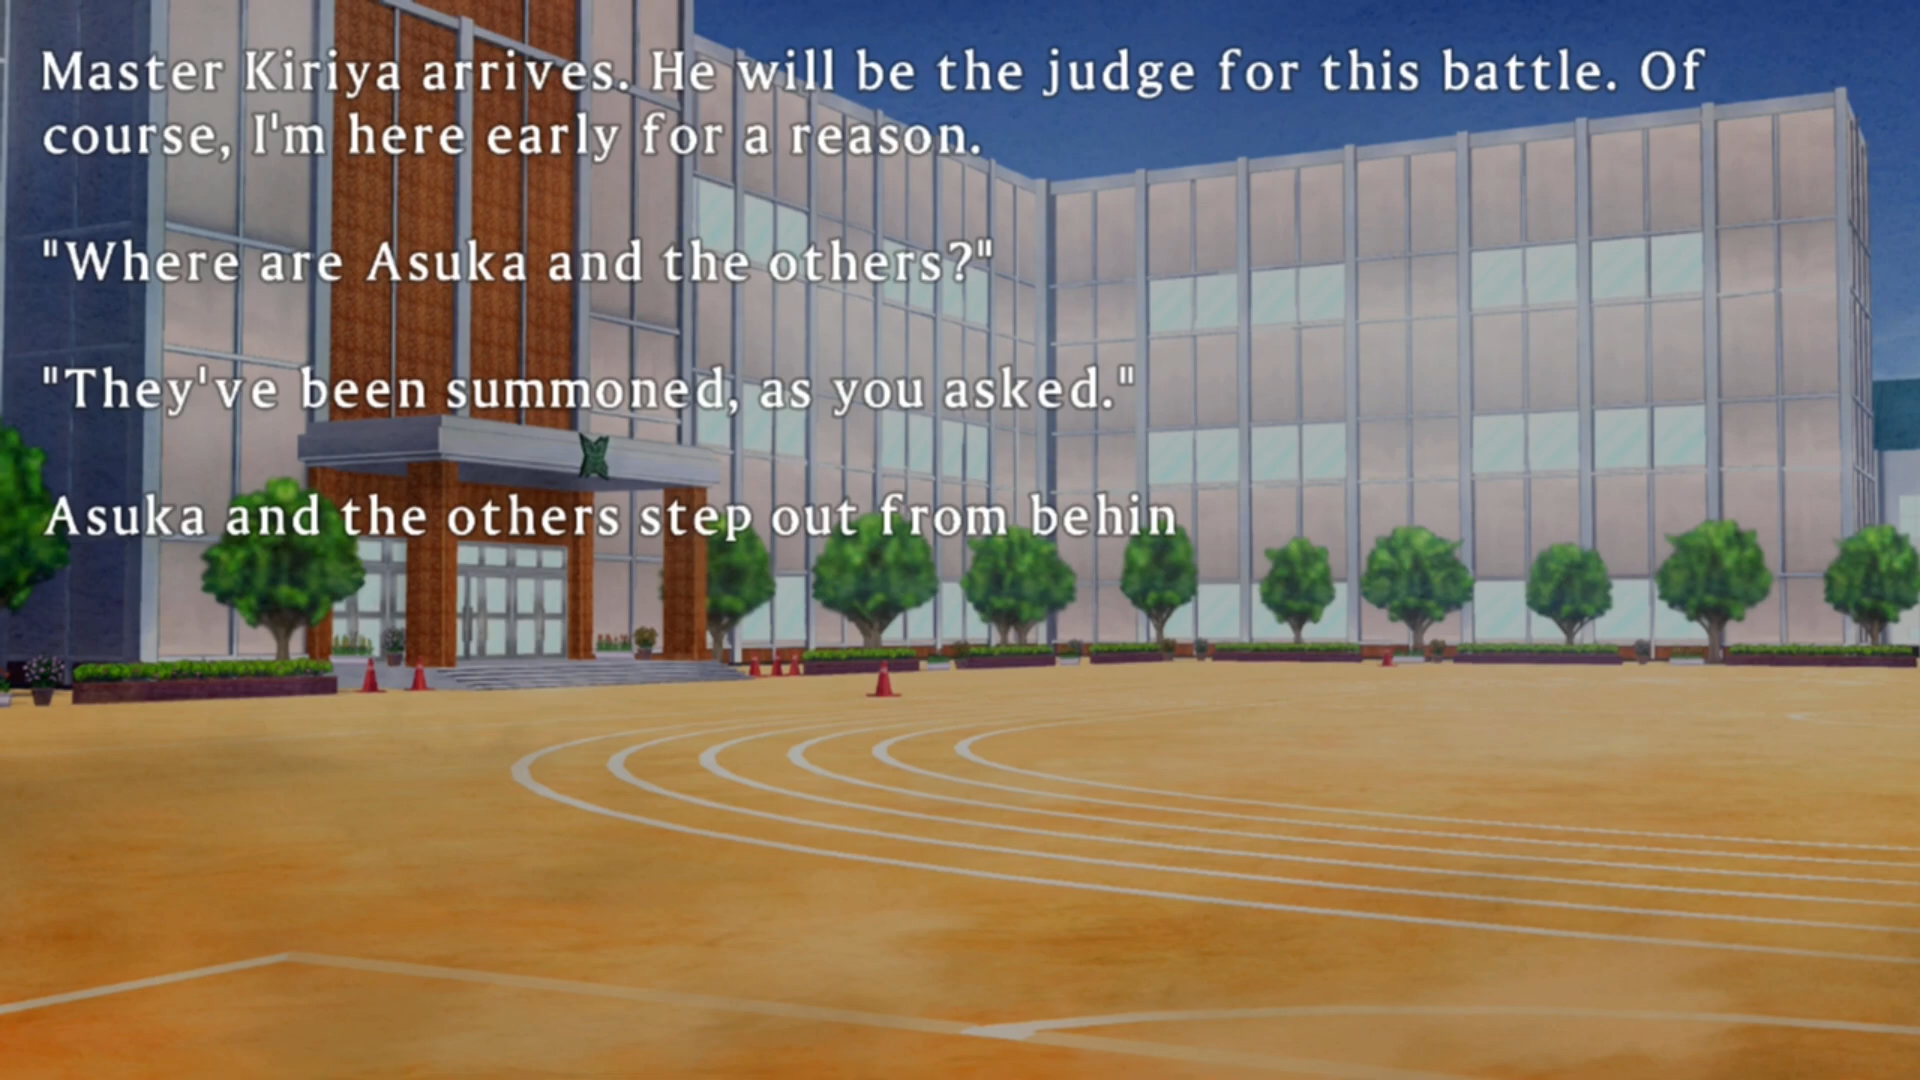 Master Kiriya arrives. He will be the judge for this battle. Of
course, I'm here early for a reason.
"Where are Asuka and the others?"
"They've been summoned, as you asked."
Asuka and the others step out from behin